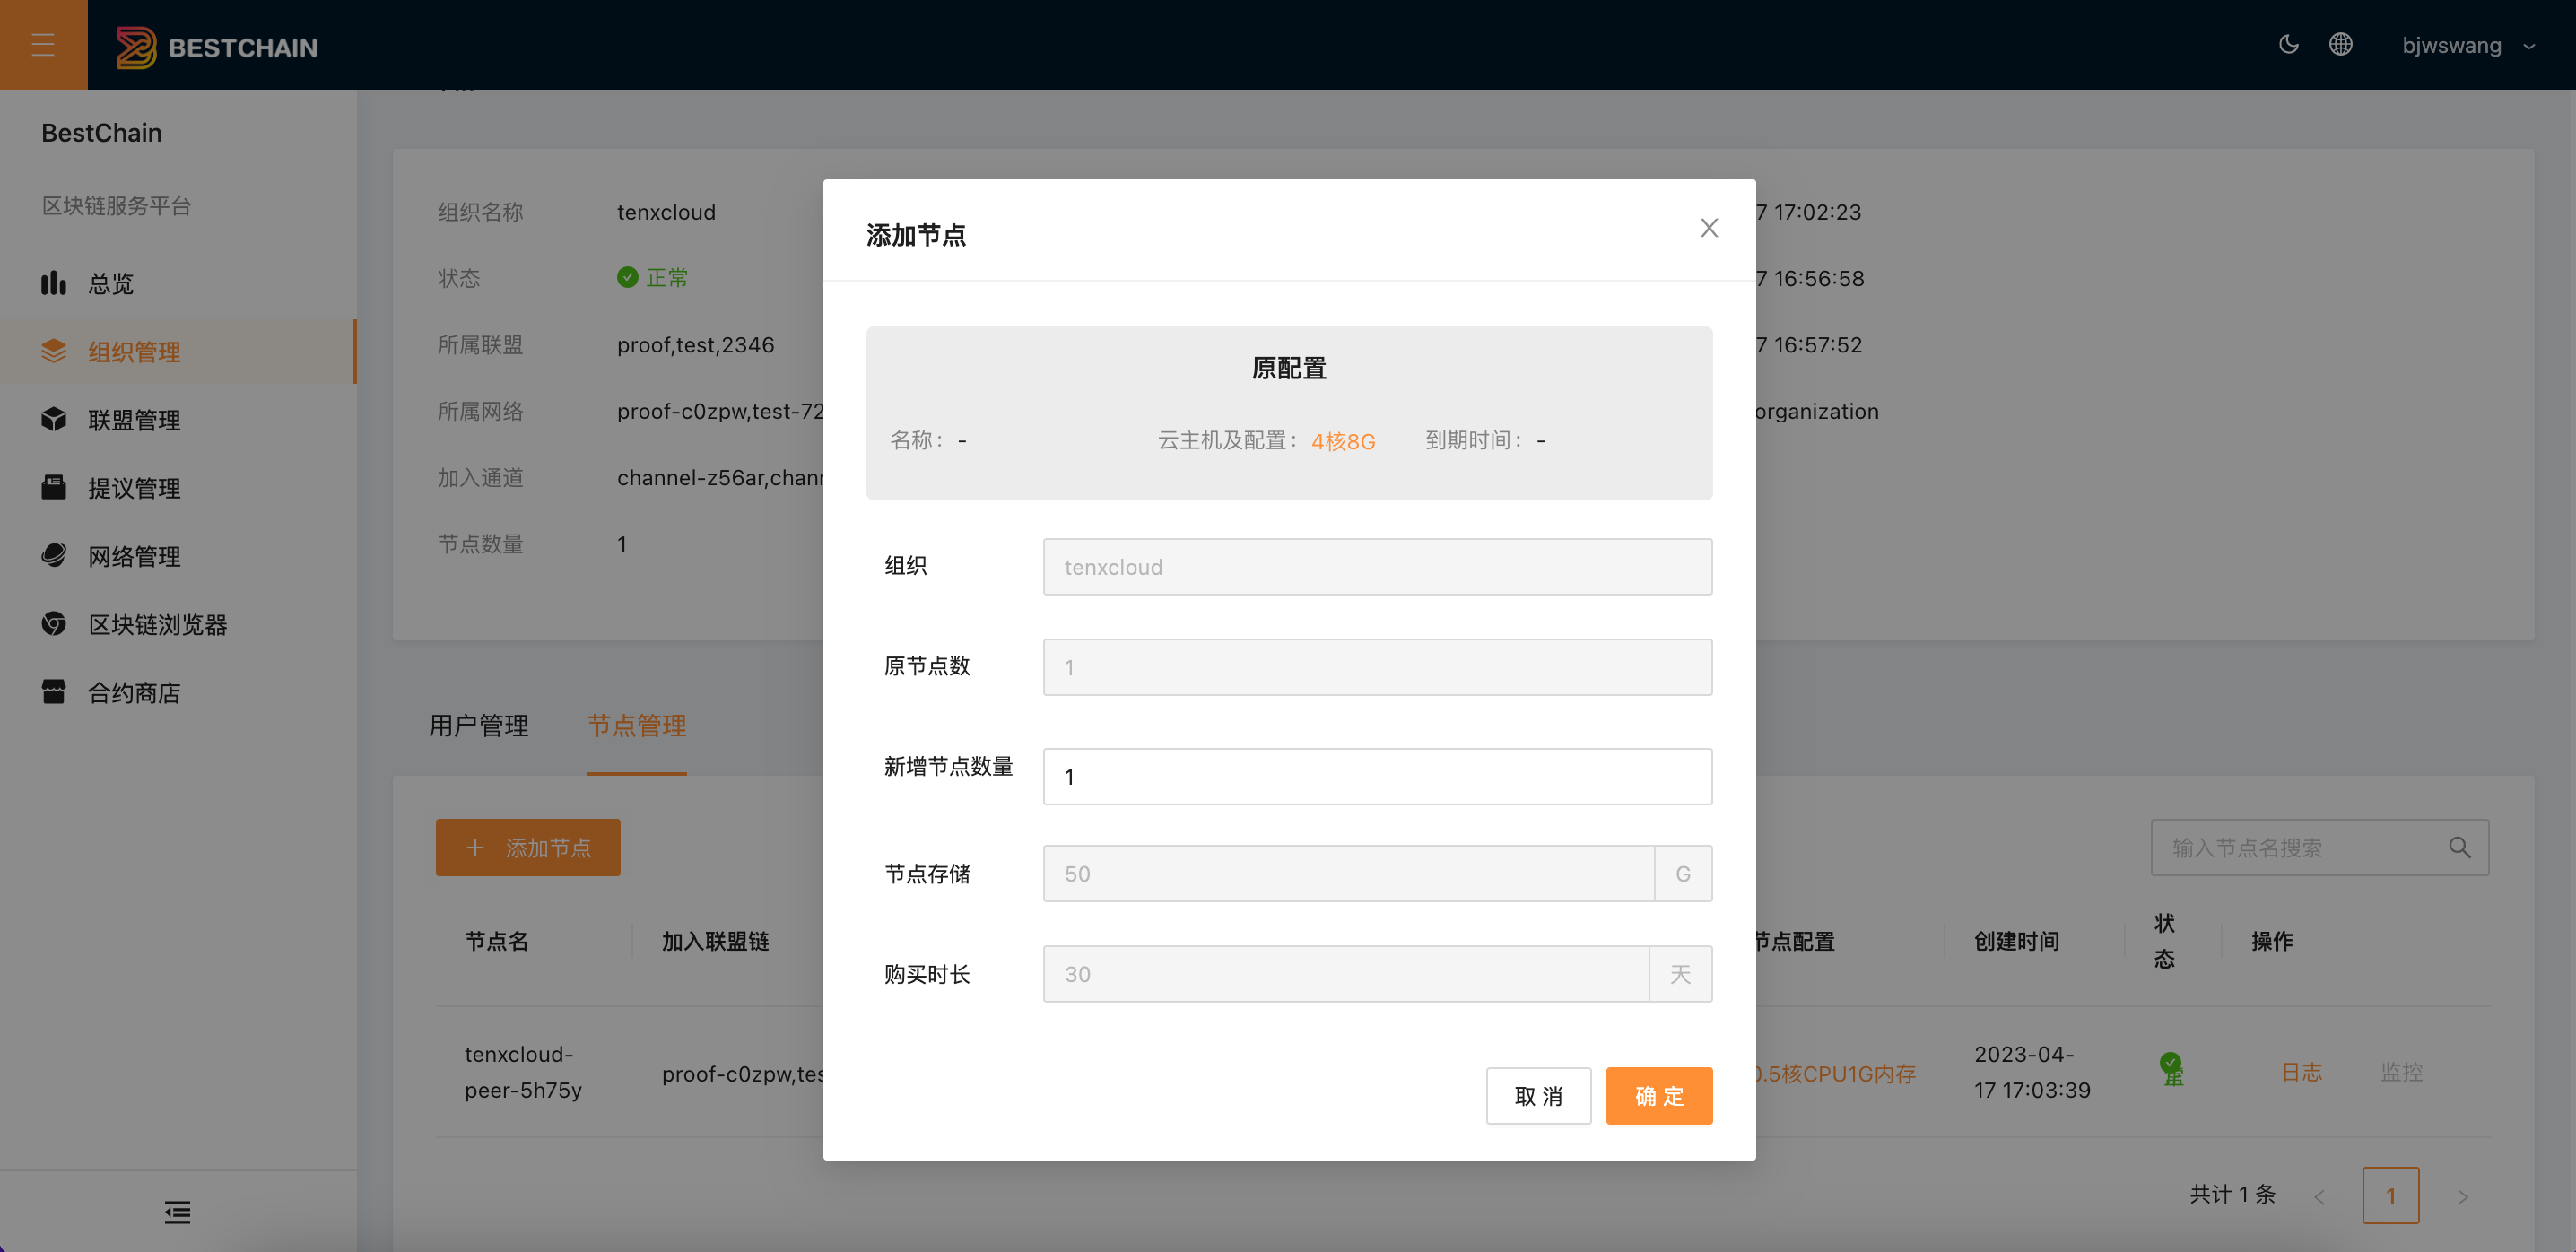 BESTCHAIN
bjwswang
BestChain
区块链服务平台
总览
组织管理
联盟管理
提议管理
网络管理
区块链浏览器
合约商店
组织名称 tenxcloud
17:02:23
状态 正常
16:56:58
所属联盟 proof,test,2346
16:57:52
所属网络 proof-c0zpw,test-72
organization
加入通道 channel-z56ar,chann
节点数量 1
用户管理 节点管理
添加节点
输入节点名搜索
节点名 加入联盟链 节点配置 创建时间 状态 操作
tenxcloud-
peer-5h75y
proof-c0zpw,tes
0.5核CPU1G内存
2023-04-
17 17:03:39
日志 监控
共计 1 条
1
添加节点
原配置
名称： -
云主机及配置： 4核8G
到期时间： -
组织 tenxcloud
原节点数 1
新增节点数量 1
节点存储 50 G
购买时长 30 天
取 消 确 定